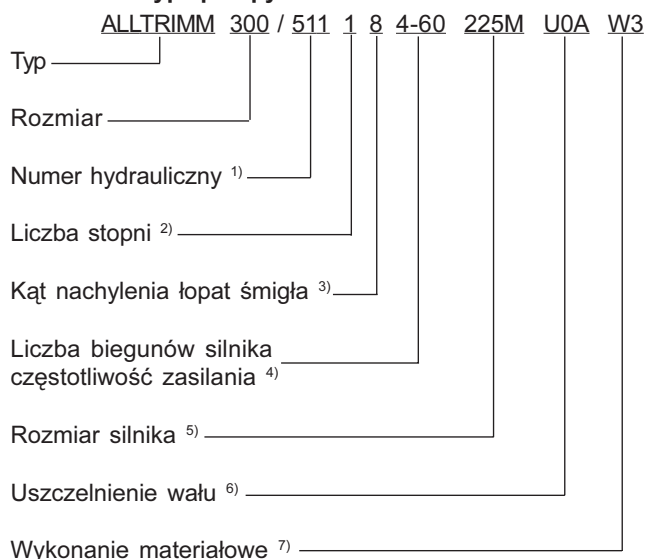 ALLTRIMM 300 / 511 1 8 4-60 225M U0A W3
Typ
Rozmiar
Numer hydrauliczny 1)
Liczba stopni 2)
Kąt nachylenia łopat śmigła 3)
Liczba biegunów silnika
częstotliwość zasilania 4)
Rozmiar silnika 5)
Uszczelnienie wału 6)
Wykonanie materiałowe 7)